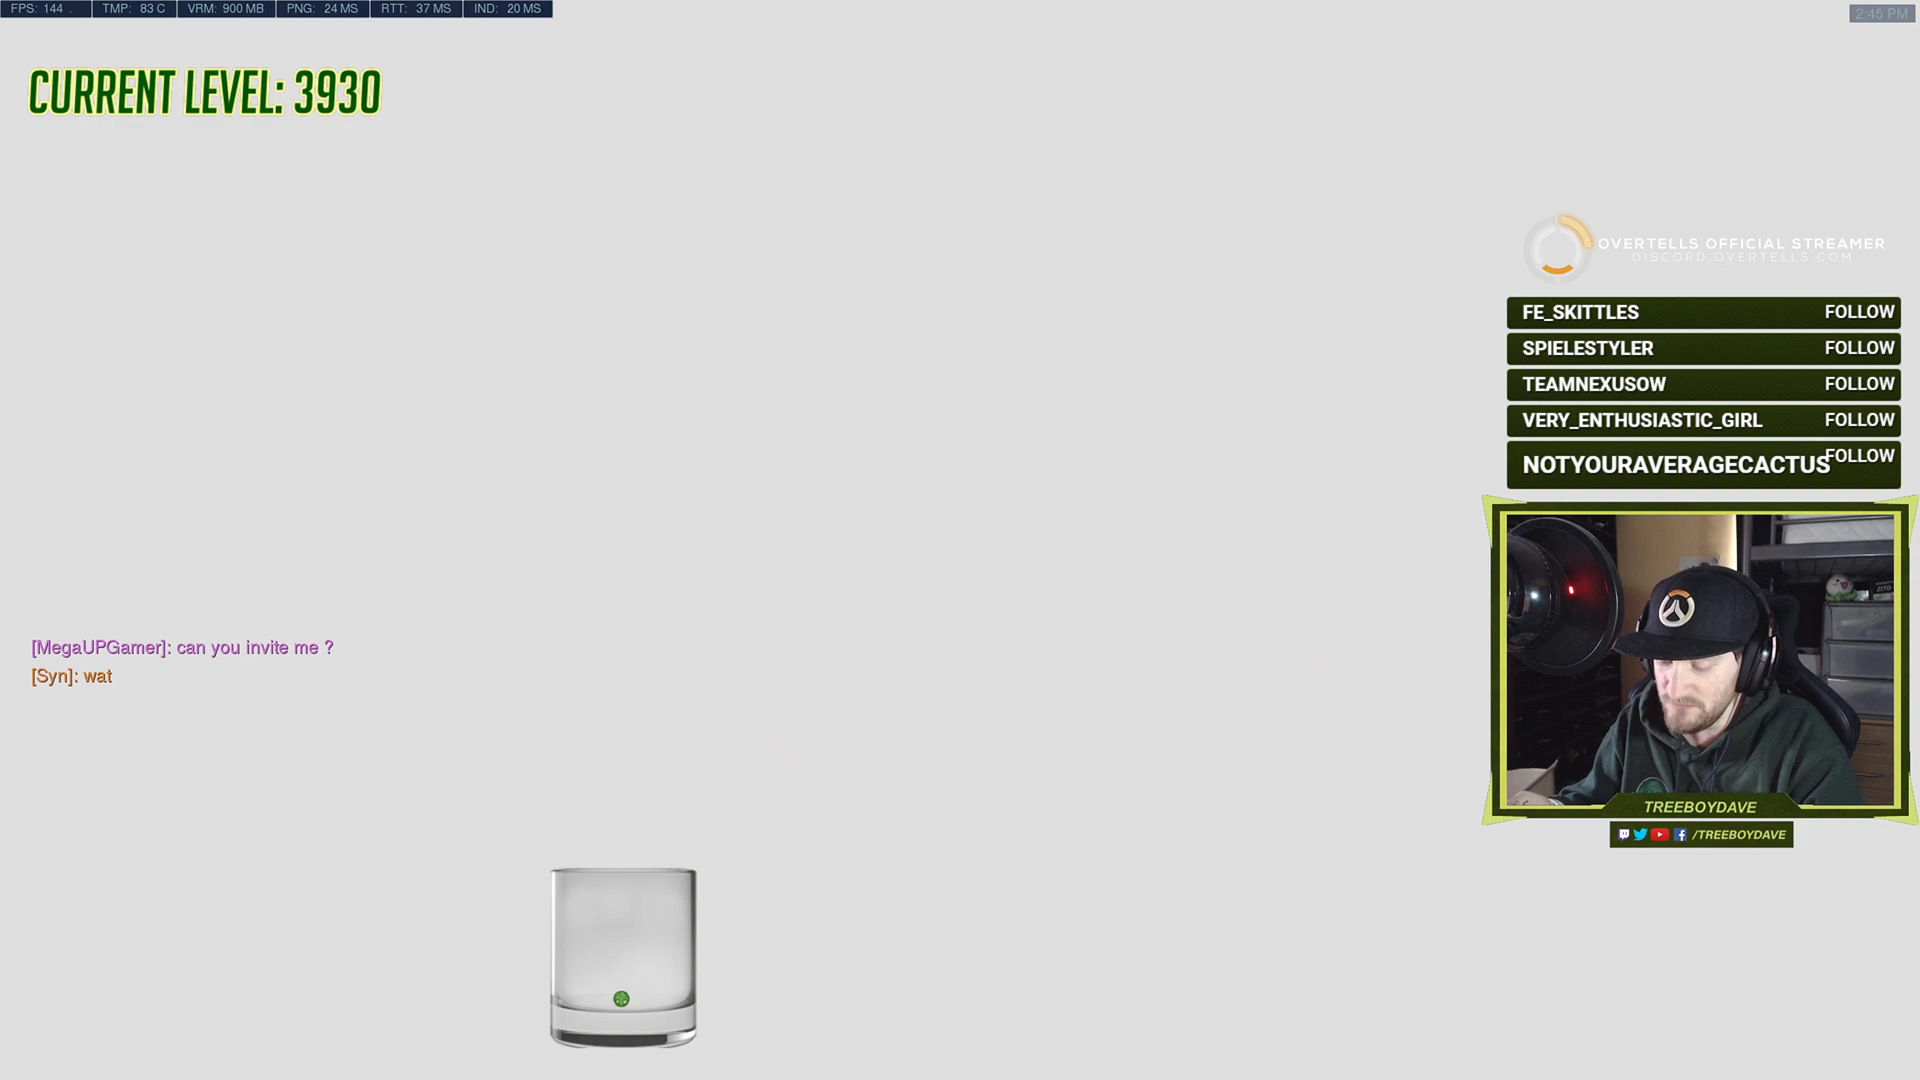 FPS: 144 . TMP: 83 C VRM: 900 MB PNG: 24 MS RTT: 37 MS IND: 20 MS
2:45 PM
CURRENT LEVEL: 3930
OVERTELLS OFFICIAL STREAMER
DISCORD.OVERTELLS.COM
FE_SKITTLES FOLLOW
SPIELESTYLER FOLLOW
TEAMNEXUSOW FOLLOW
VERY_ENTHUSIASTIC_GIRL FOLLOW
NOTYOURAVERAGECACTUS FOLLOW
[MegaUPGamer]: can you invite me ?
[Syn]: wat
TREEBOYDAVE
/TREEBOYDAVE